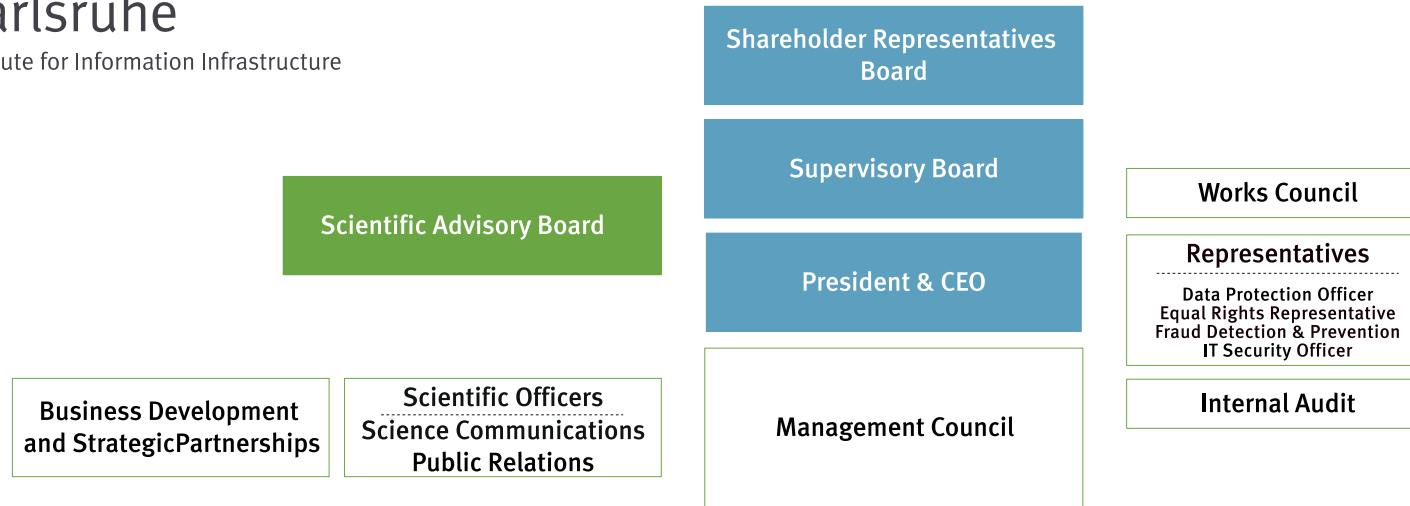 arlsruhe
ute for Information Infrastructure
Shareholder Representatives
Board
Supervisory Board
Scientific Advisory Board
President & CEO
Works Council
Representatives
Data Protection Officer
Equal Rights Representative
Fraud Detection & Prevention
IT Security Officer
Internal Audit
Business Development
and StrategicPartnerships
Scientific Officers
Science Communications
Public Relations
Management Council